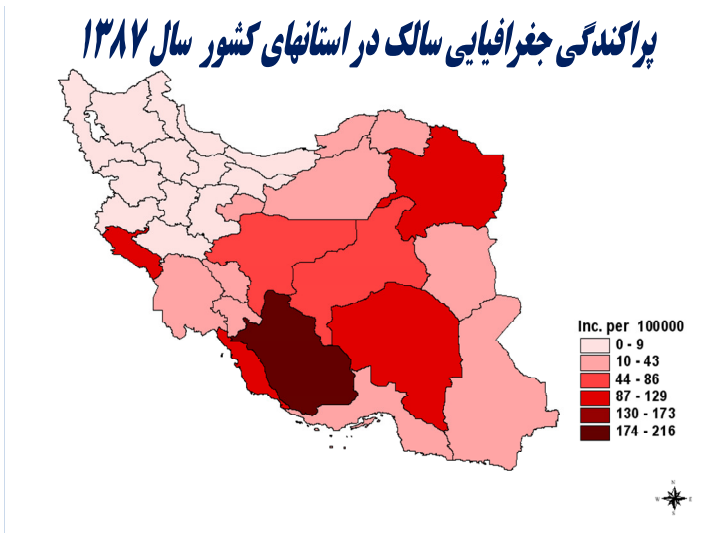 پراکندگی جغرافیایی سالک در استانهای کشور سال ۱۳۸۷
Inc. per 100000
0 - 9
10 - 43
44 - 86
87 - 129
130 - 173
174 - 216
N
W E
S